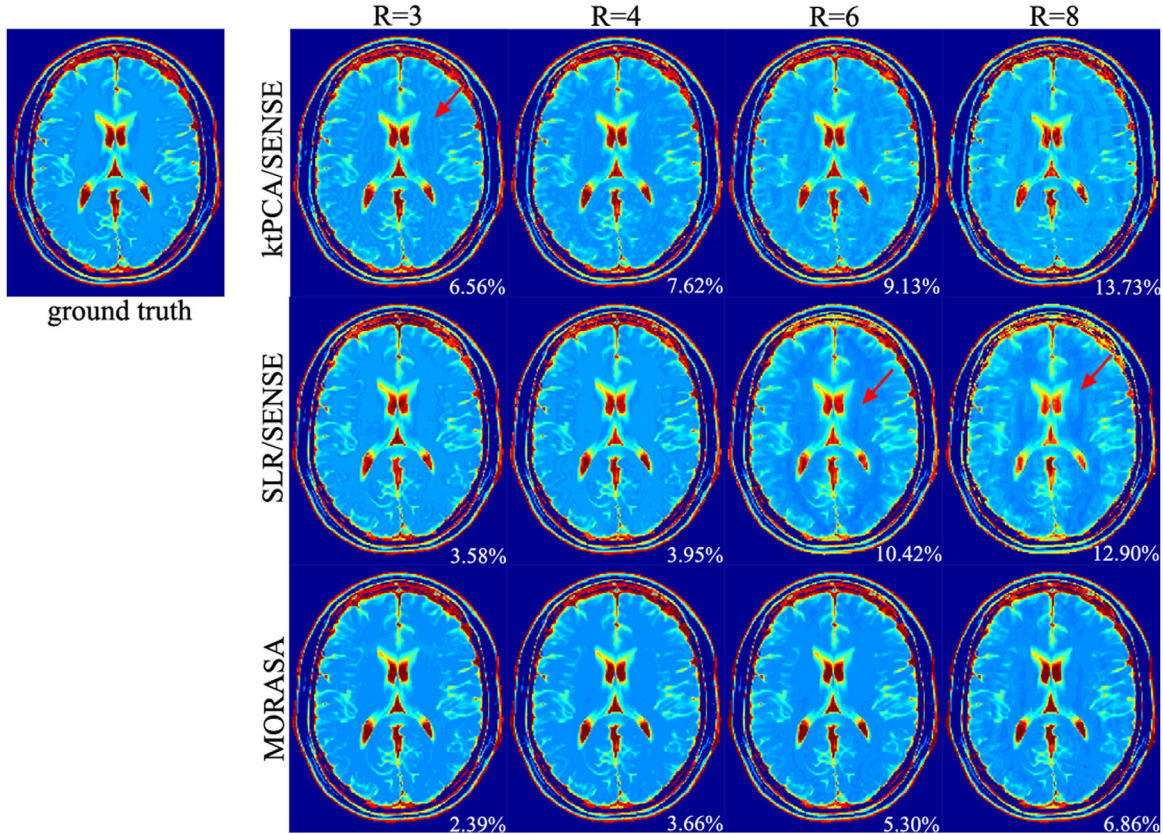 R=3 R=4 R=6 R=8
ktPCA/SENSE
6.56% 7.62% 9.13% 13.73%
ground truth
SLR/SENSE
3.58% 3.95% 10.42% 12.90%
MORASA
2.39% 3.66% 5.30% 6.86%